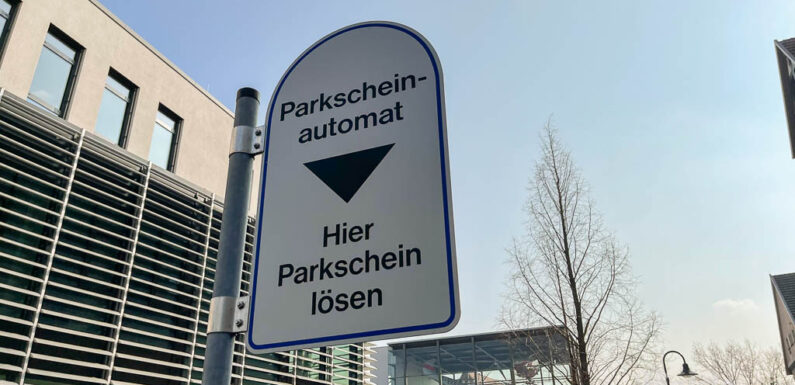 Parkschein-
automat
Hier
Parkschein
lösen